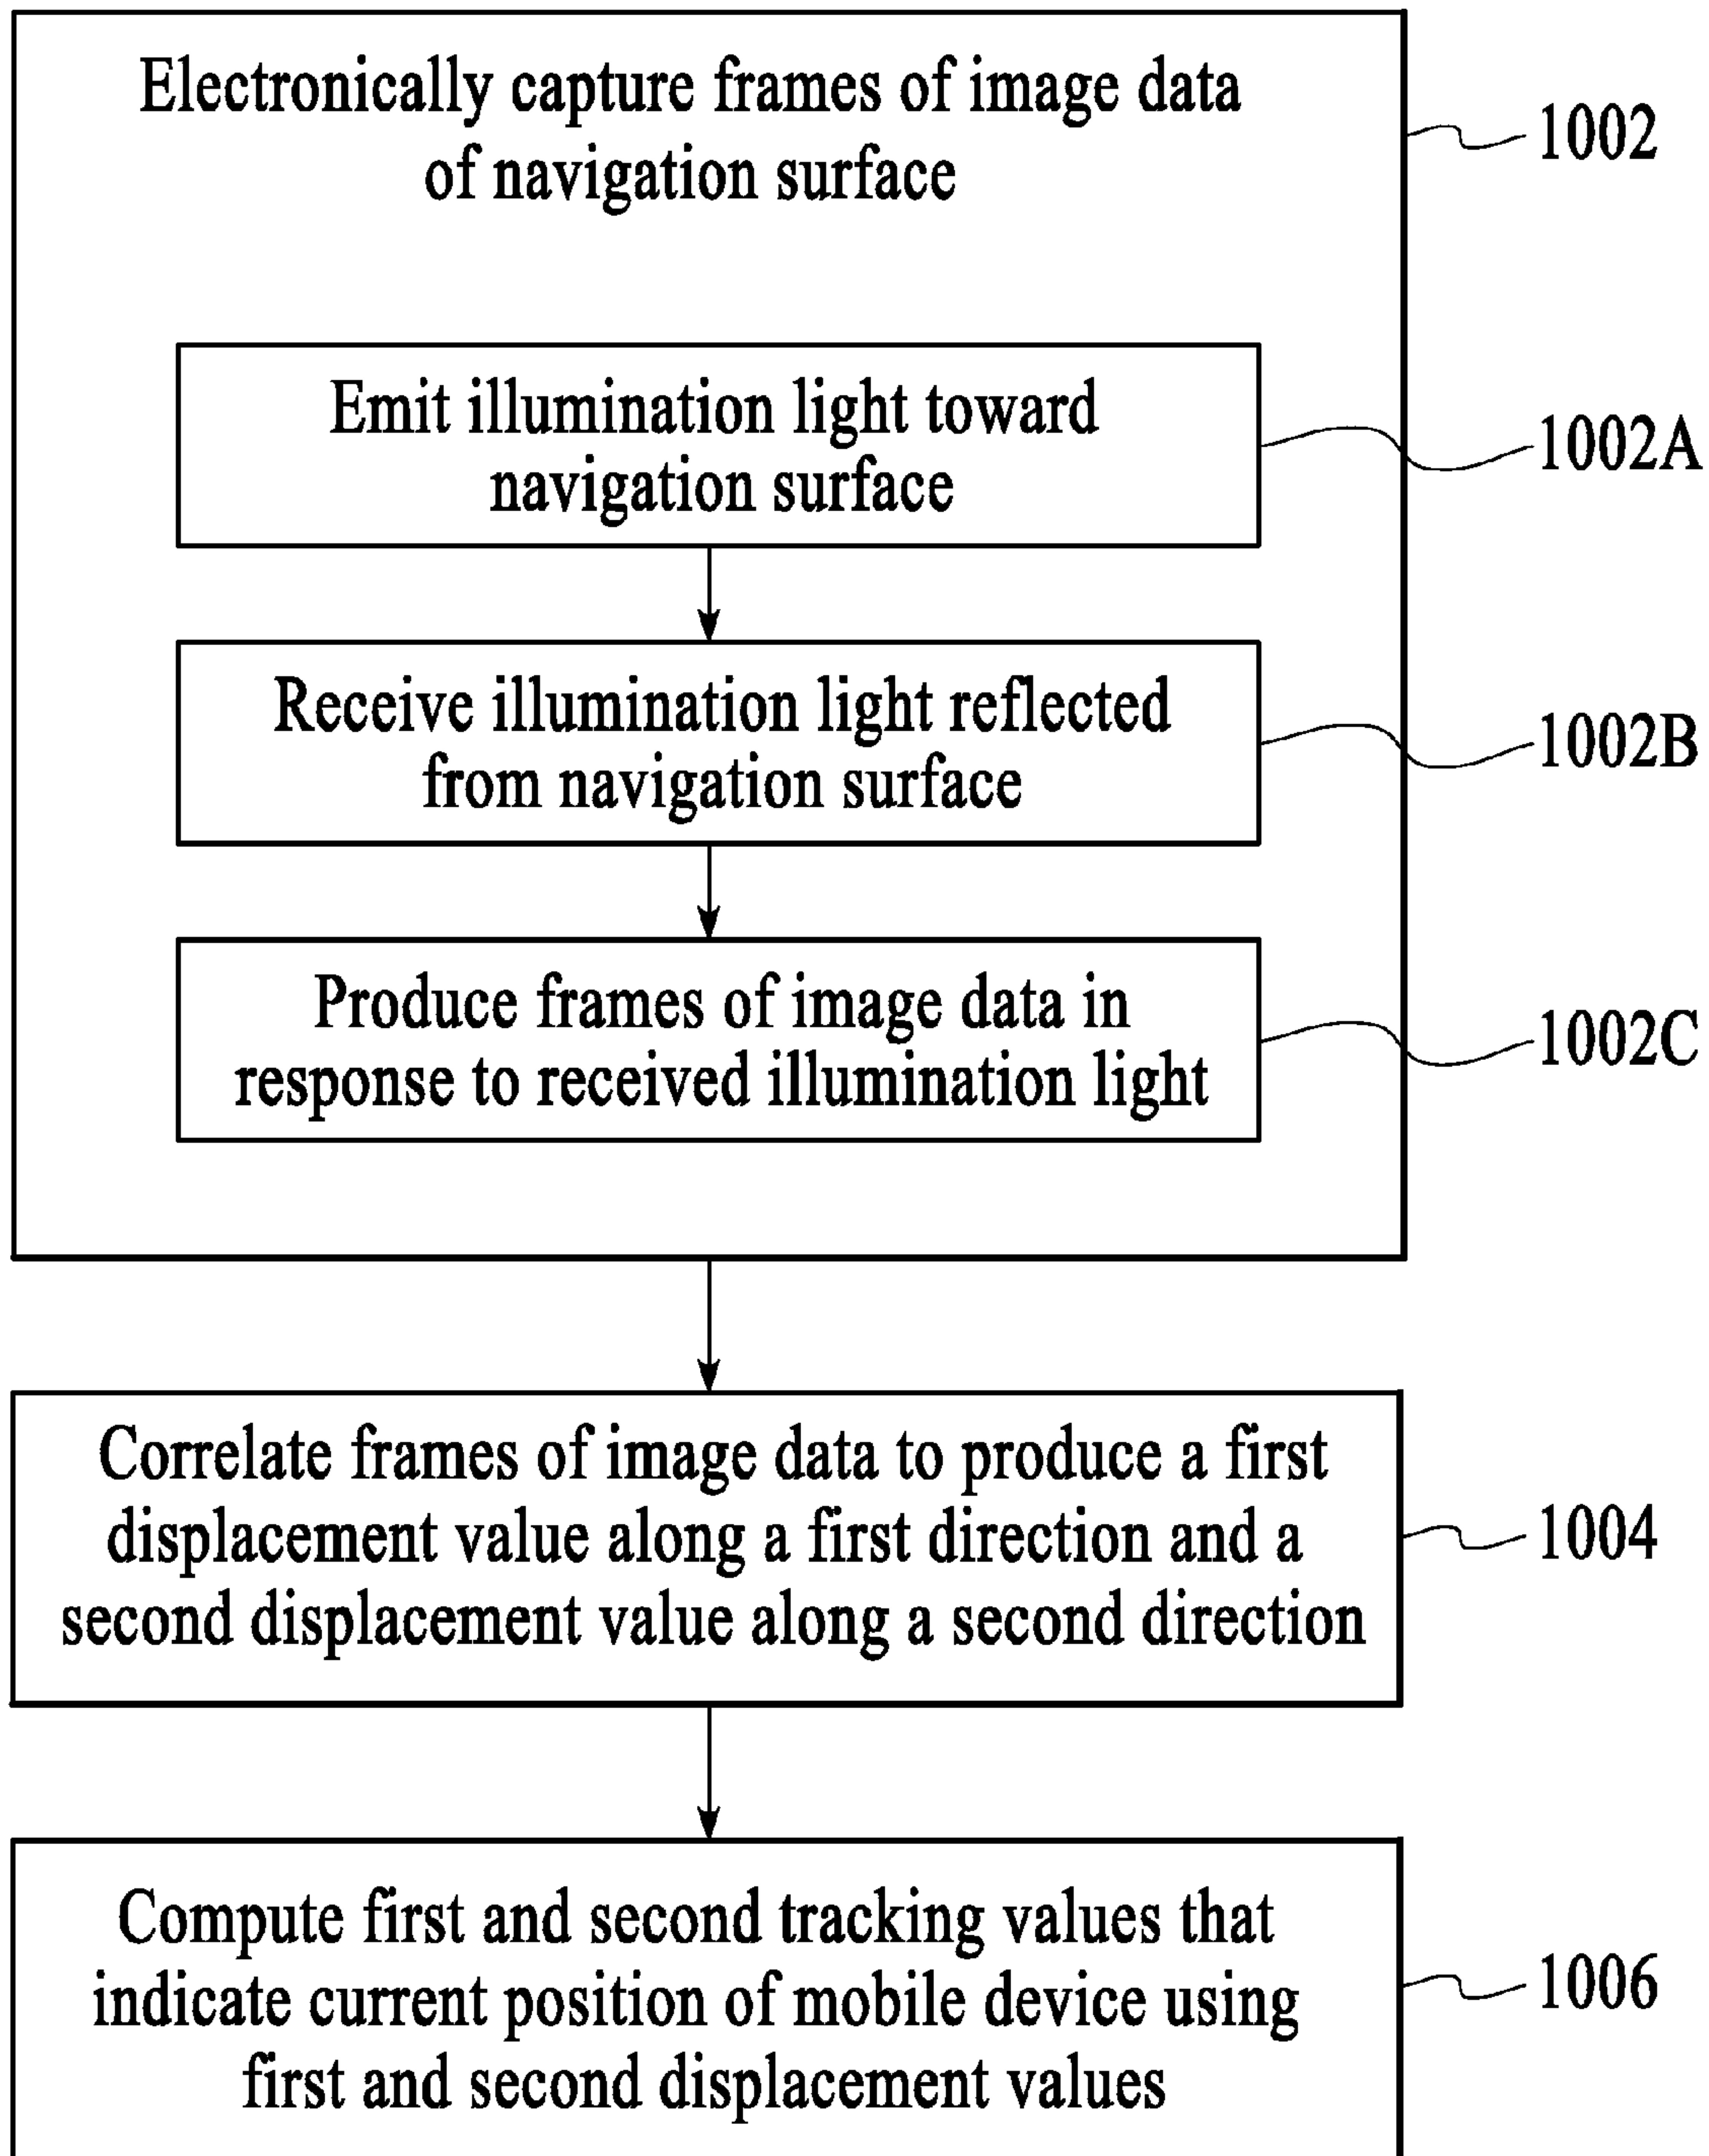 Electronically capture frames of image data
of navigation surface
1002
Emit illumination light toward
navigation surface
1002A
Receive illumination light reflected
from navigation surface
1002B
Produce frames of image data in
response to received illumination light
1002C
Correlate frames of image data to produce a first
displacement value along a first direction and a
second displacement value along a second direction
1004
Compute first and second tracking values that
indicate current position of mobile device using
first and second displacement values
1006